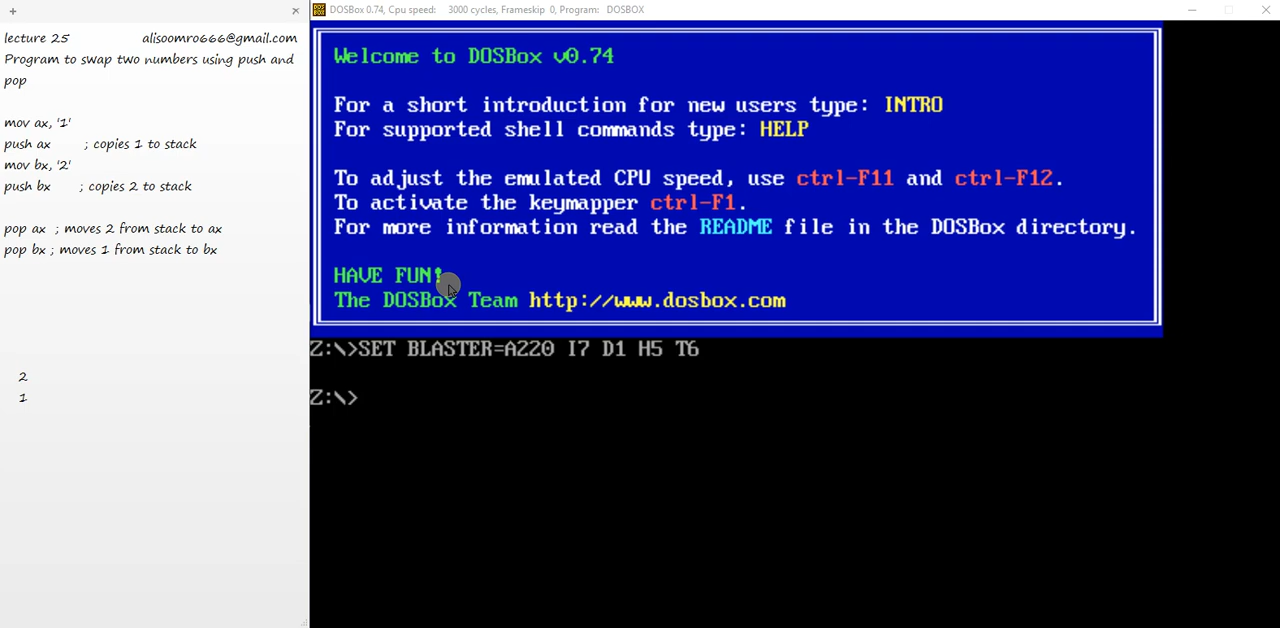 +
×
lecture 25 alisoomro666@gmail.com
Program to swap two numbers using push and
pop
mov ax, '1'
push ax ; copies 1 to stack
mov bx, '2'
push bx ; copies 2 to stack
pop ax ; moves 2 from stack to ax
pop bx ; moves 1 from stack to bx
2
1
DOSBox 0.74, Cpu speed: 3000 cycles, Frameskip 0, Program: DOSBOX
Welcome to DOSBox v0.74
For a short introduction for new users type: INTRO
For supported shell commands type: HELP
To adjust the emulated CPU speed, use ctrl-F11 and ctrl-F12.
To activate the keymapper ctrl-F1.
For more information read the README file in the DOSBox directory.
HAVE FUN!
The DOSBox Team http://www.dosbox.com
Z:\>SET BLASTER=A220 I7 D1 H5 T6
Z:\>